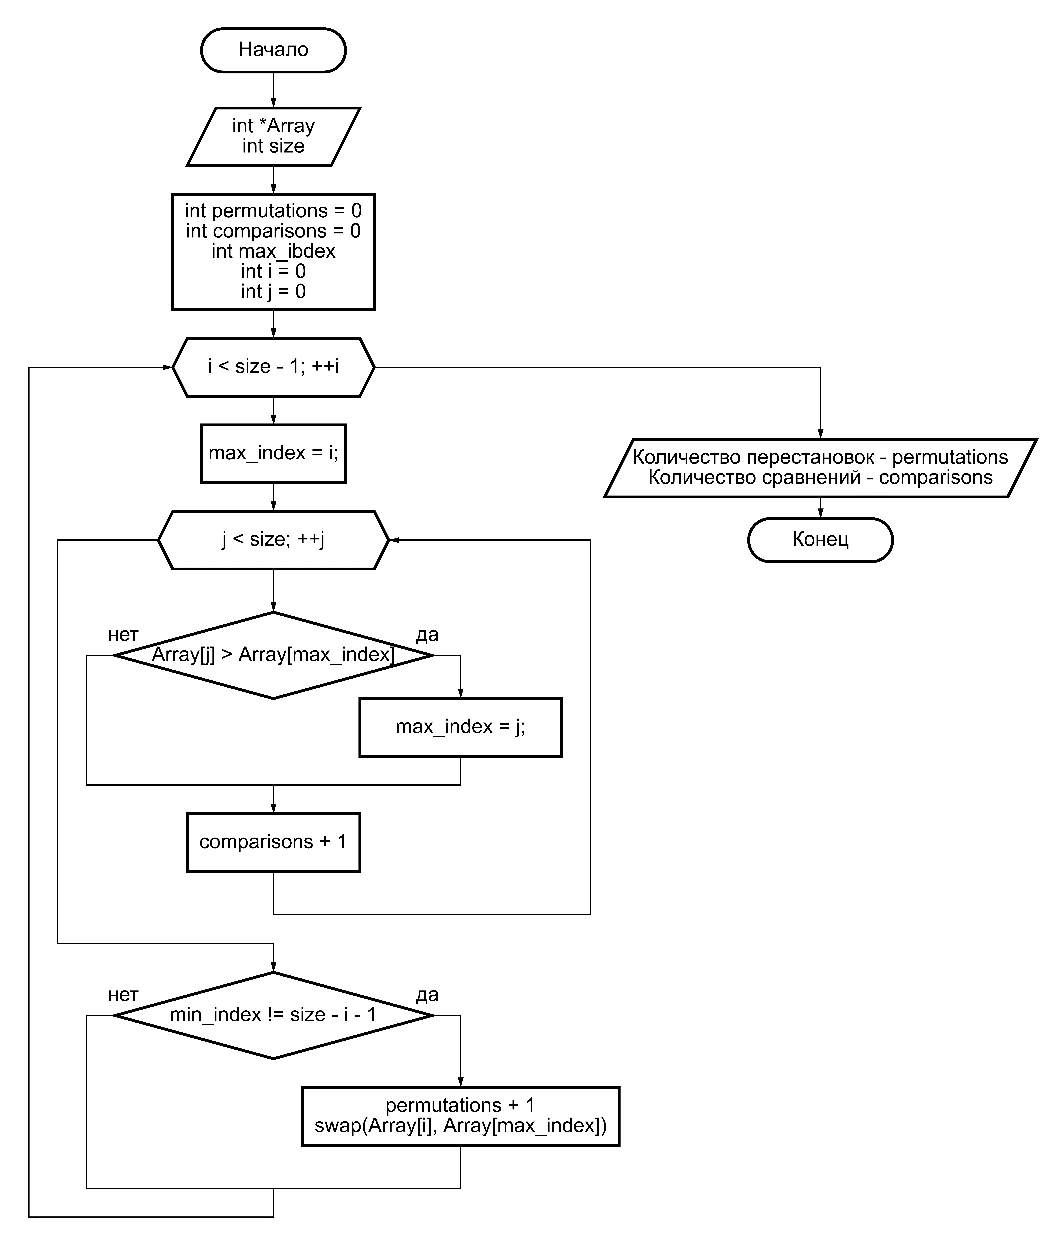 Начало
int *Array
int size
int permutations = 0
int comparisons = 0
int max_ibdex
int i = 0
int j = 0
i < size - 1; ++i
max_index = i;
Количество перестановок - permutations
Количество сравнений - comparisons
j < size; ++j
Конец
нет
да
Array[j] > Array[max_index]
max_index = j;
comparisons + 1
нет
да
min_index != size - i - 1
permutations + 1
swap(Array[i], Array[max_index])